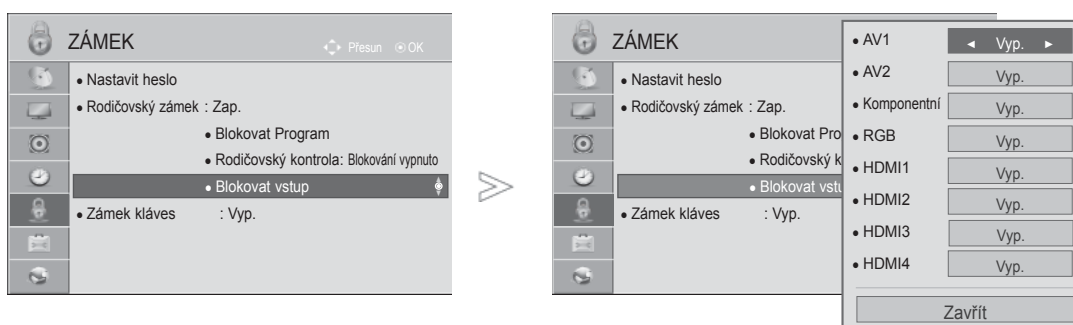 ZÁMEK
Přesun OK
• Nastavit heslo
• Rodičovský zámek : Zap.
• Blokovat Program
• Rodičovský kontrola: Blokování vypnuto
• Blokovat vstup
• Zámek kláves : Vyp.
ZÁMEK
• Nastavit heslo
• Rodičovský zámek : Zap.
• Blokovat Pro
• Rodičovský k
• Blokovat vstu
• Zámek kláves : Vyp.
• AV1 ◄ Vyp. ►
• AV2 Vyp.
• Komponentní Vyp.
• RGB Vyp.
• HDMI1 Vyp.
• HDMI2 Vyp.
• HDMI3 Vyp.
• HDMI4 Vyp.
Zavřít